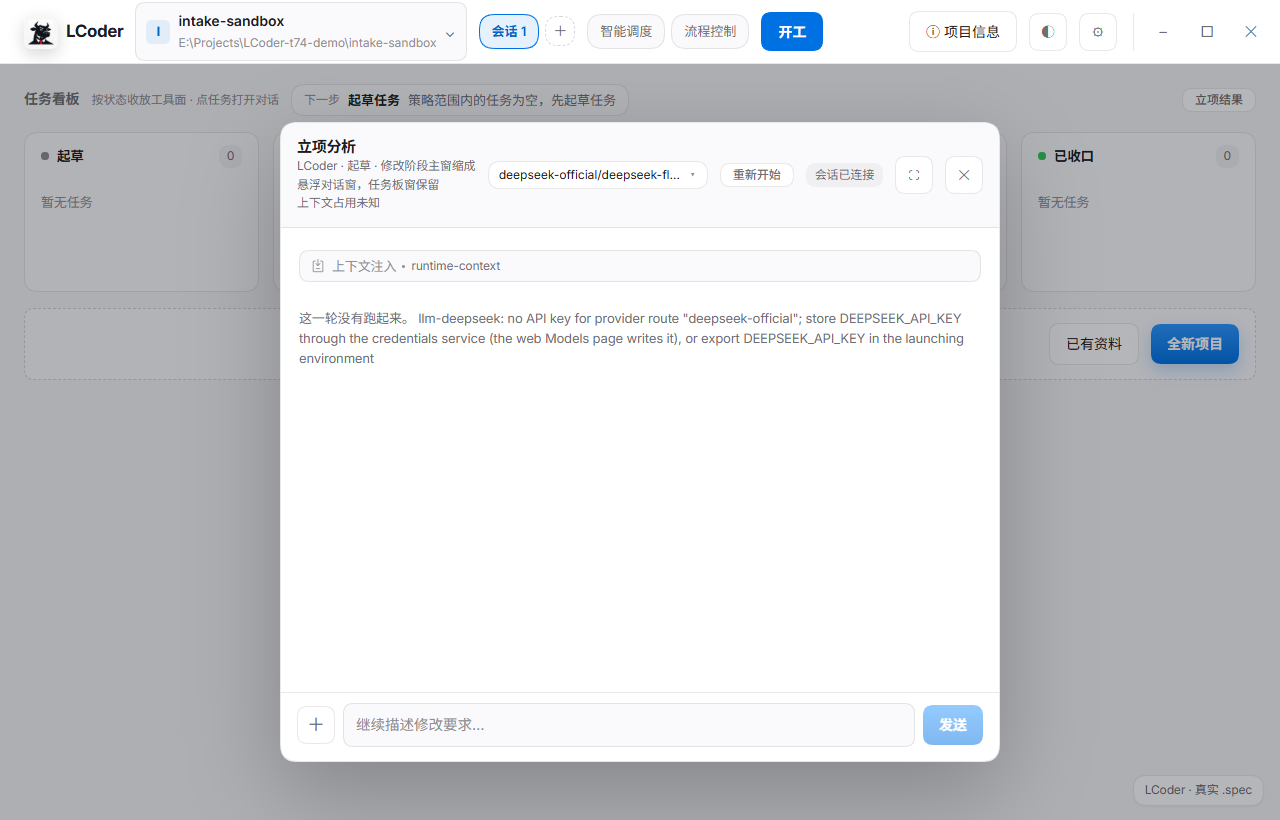 LCoder
I
intake-sandbox
E:\Projects\LCoder-t74-demo\intake-sandbox
会话 1
智能调度
流程控制
开工
项目信息
任务看板
按状态收放工具面 · 点任务打开对话
下一步 起草任务 策略范围内的任务为空，先起草任务
立项结果
起草
0
暂无任务
已收口
0
暂无任务
立项分析
LCoder · 起草 · 修改阶段主窗缩成
悬浮对话窗，任务板窗保留
上下文占用未知
deepseek-official/deepseek-fl...
重新开始
会话已连接
上下文注入 • runtime-context
这一轮没有跑起来。 llm-deepseek: no API key for provider route "deepseek-official"; store DEEPSEEK_API_KEY
through the credentials service (the web Models page writes it), or export DEEPSEEK_API_KEY in the launching
environment
已有资料
全新项目
继续描述修改要求...
发送
LCoder · 真实 .spec